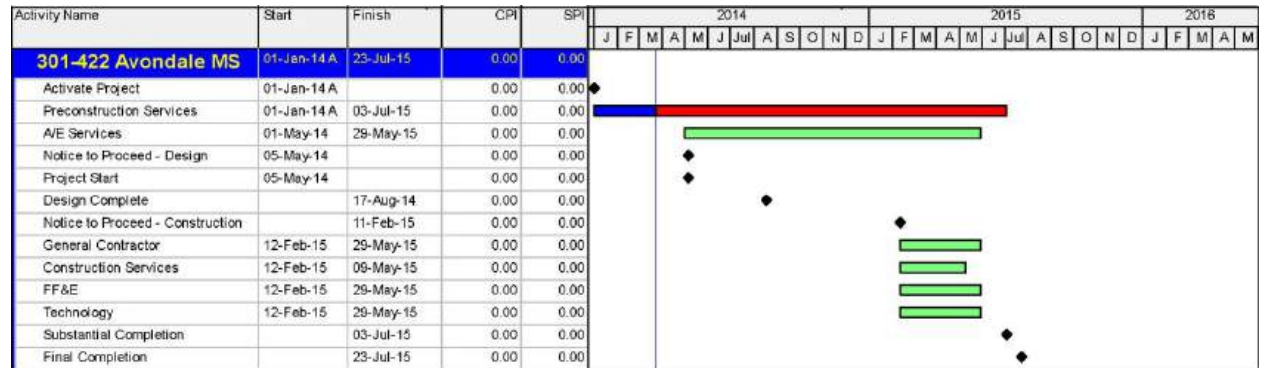 Activity Name Start Finish CPI SPI 2014 2015 2016
J F M A M J Jul A S O N D J F M A M J Jul A S O N D J F M A M
301-422 Avondale MS 01-Jan-14 A 23-Jul-15 0.00 0.00
Activate Project 01-Jan-14 A 0.00 0.00
Preconstruction Services 01-Jan-14 A 03-Jul-15 0.00 0.00
A/E Services 01-May-14 29-May-15 0.00 0.00
Notice to Proceed - Design 05-May-14 0.00 0.00
Project Start 05-May-14 0.00 0.00
Design Complete 17-Aug-14 0.00 0.00
Notice to Proceed - Construction 11-Feb-15 0.00 0.00
General Contractor 12-Feb-15 29-May-15 0.00 0.00
Construction Services 12-Feb-15 09-May-15 0.00 0.00
FF&E 12-Feb-15 29-May-15 0.00 0.00
Technology 12-Feb-15 29-May-15 0.00 0.00
Substantial Completion 03-Jul-15 0.00 0.00
Final Completion 23-Jul-15 0.00 0.00